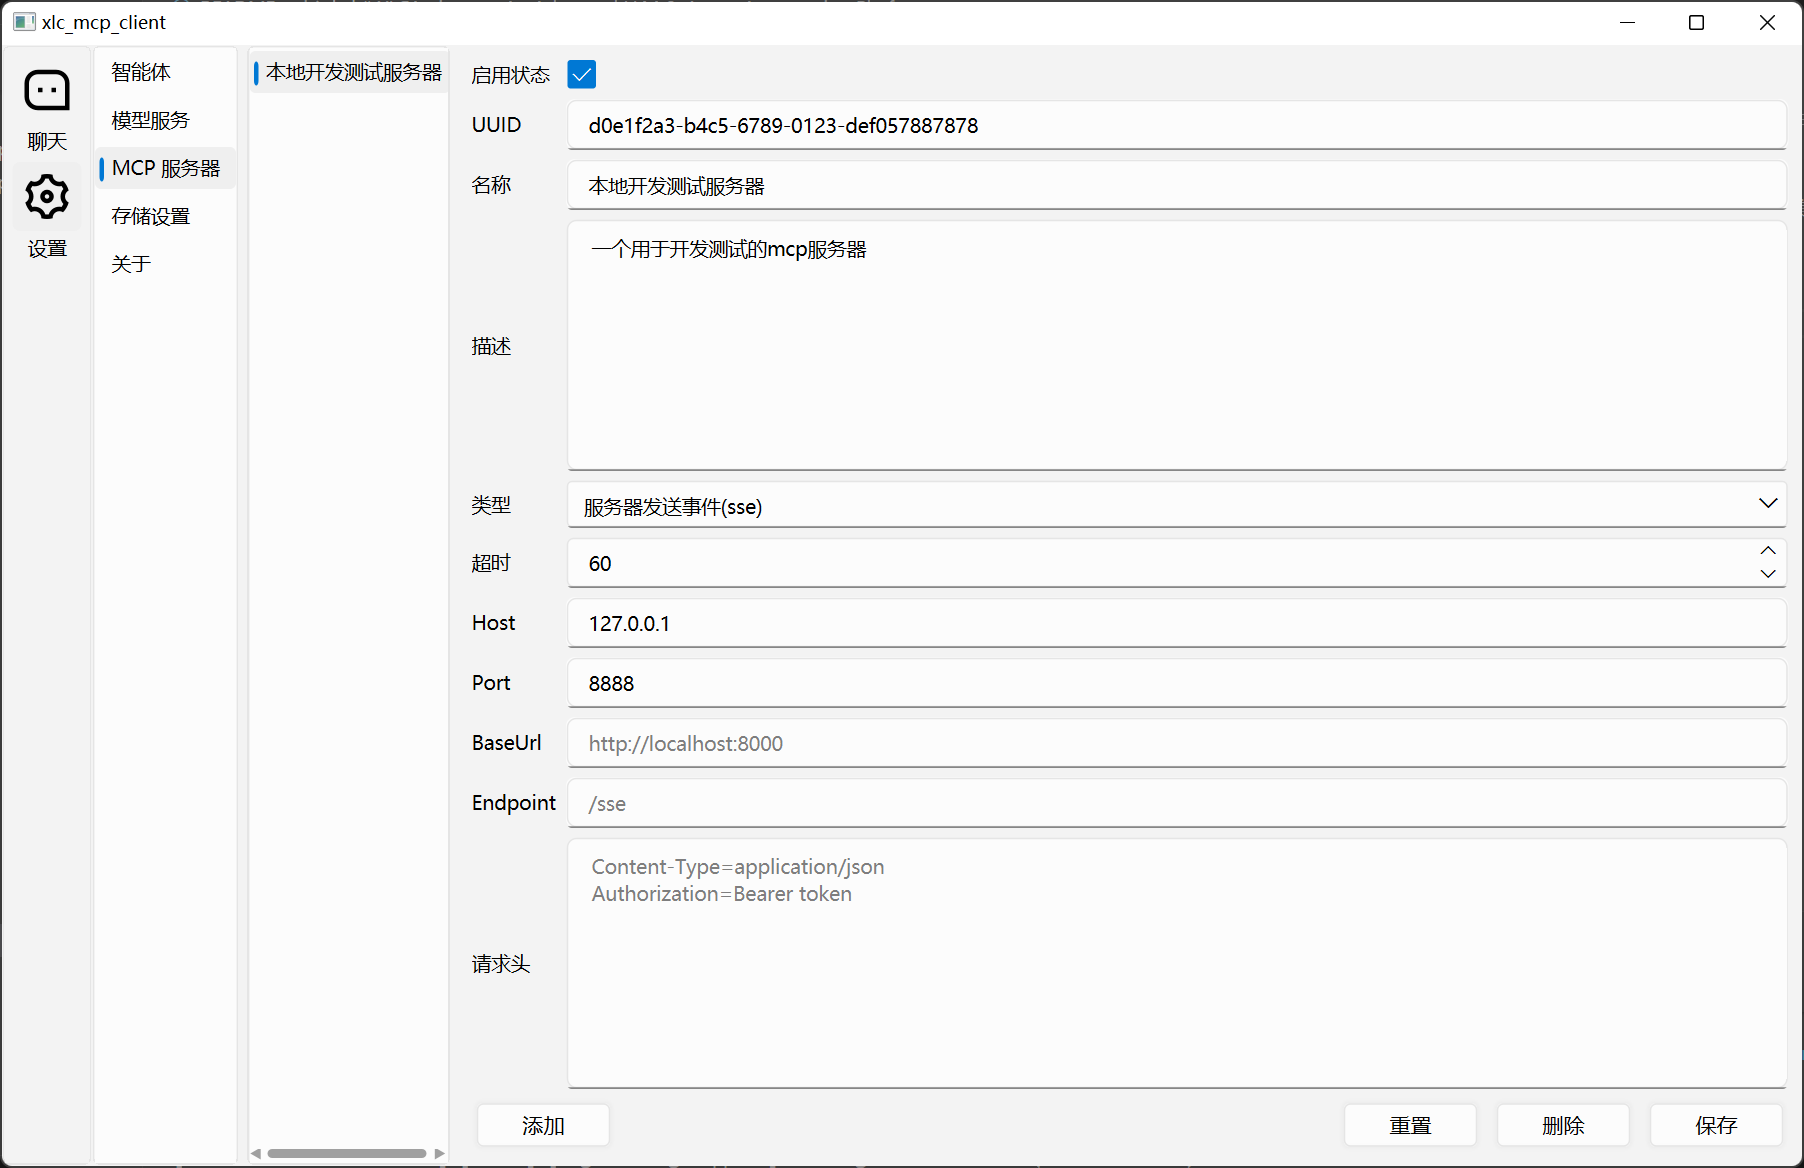 xlc_mcp_client
聊天
设置
智能体
模型服务
MCP 服务器
存储设置
关于
本地开发测试服务器
启用状态
UUID
d0e1f2a3-b4c5-6789-0123-def057887878
名称
本地开发测试服务器
描述
一个用于开发测试的mcp服务器
类型
服务器发送事件(sse)
超时
60
Host
127.0.0.1
Port
8888
BaseUrl
http://localhost:8000
Endpoint
/sse
请求头
Content-Type=application/json
Authorization=Bearer token
添加
重置
删除
保存